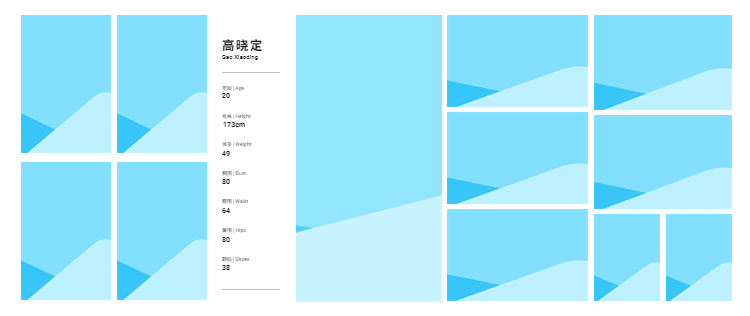 高晓定
Gao Xiaoding
年龄 | Age
20
身高 | Height
173cm
体重 | Weight
49
胸围 | Bust
80
腰围 | Waist
64
臀围 | Hips
80
鞋码 | Shoes
38